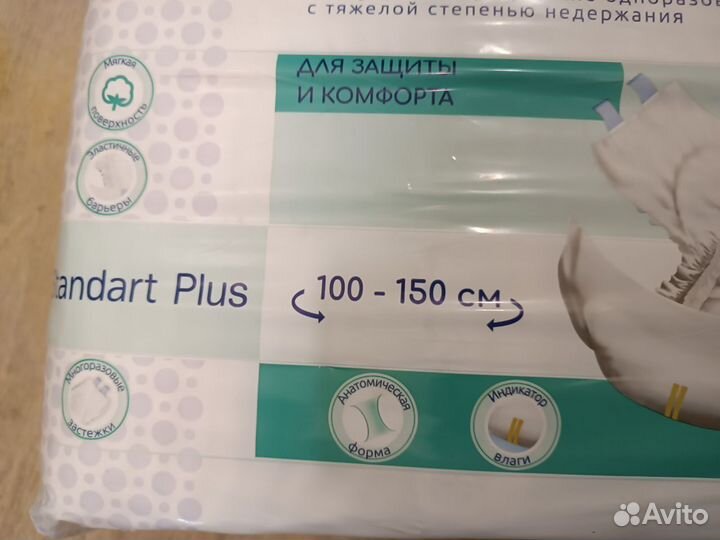 с тяжелой степенью недержания
ДЛЯ ЗАЩИТЫ
И КОМФОРТА
Мягкая
поверхность
Эластичные
барьеры
Standart Plus
100 - 150 см
Многоразовые
застежки
Анатомическая
форма
Индикатор
влаги
Avito